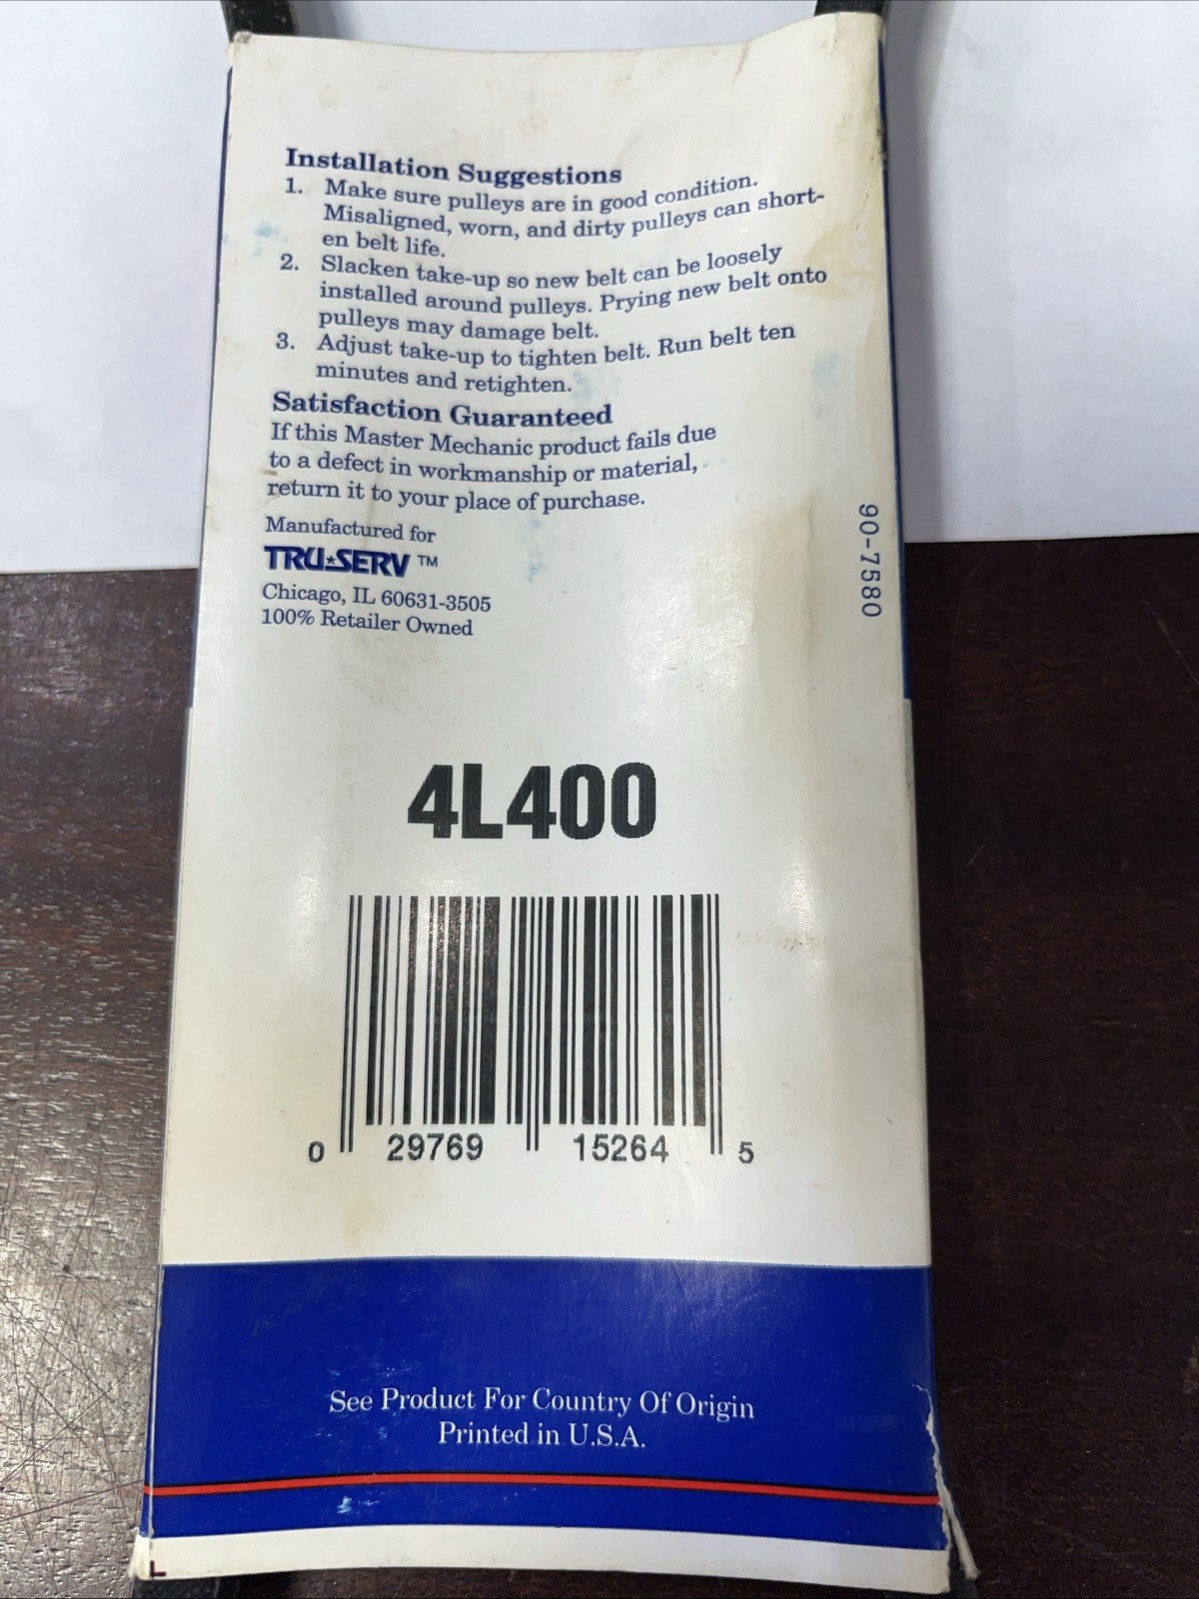 Installation Suggestions
1. Make sure pulleys are in good condition.
Misaligned, worn, and dirty pulleys can short-
en belt life.
2. Slacken take-up so new belt can be loosely
installed around pulleys. Prying new belt onto
pulleys may damage belt.
3. Adjust take-up to tighten belt. Run belt ten
minutes and retighten.
Satisfaction Guaranteed
If this Master Mechanic product fails due
to a defect in workmanship or material,
return it to your place of purchase.
Manufactured for
TRU★SERV ™
Chicago, IL 60631-3505
100% Retailer Owned
90-7580
4L400
0 29769 15264 5
See Product For Country Of Origin
Printed in U.S.A.